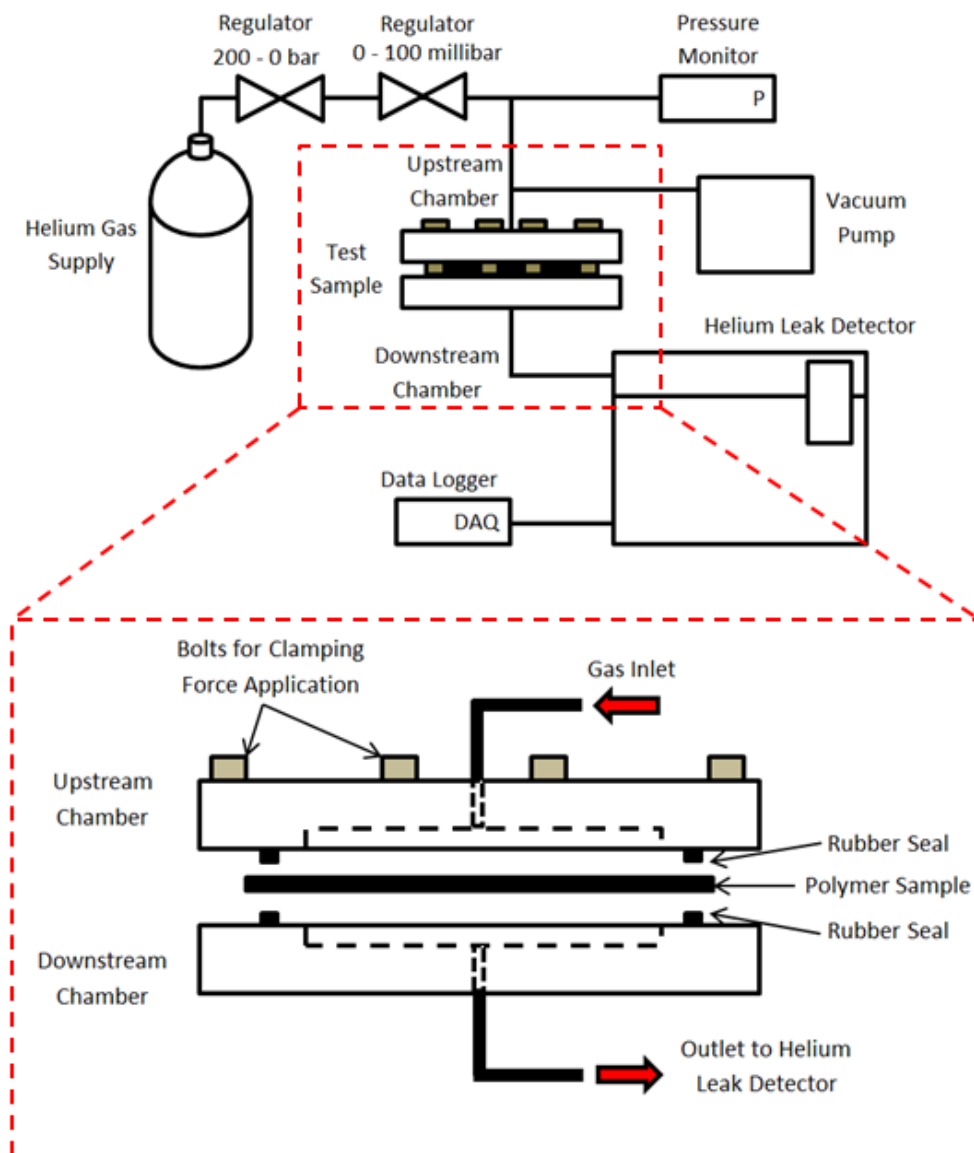 Regulator
200 - 0 bar
Regulator
0 - 100 millibar
Pressure
Monitor
P
Upstream
Chamber
Helium Gas
Supply
Test
Sample
Vacuum
Pump
Downstream
Chamber
Helium Leak Detector
Data Logger
DAQ
Bolts for Clamping
Force Application
Gas Inlet
Upstream
Chamber
Rubber Seal
Polymer Sample
Rubber Seal
Downstream
Chamber
Outlet to Helium
Leak Detector